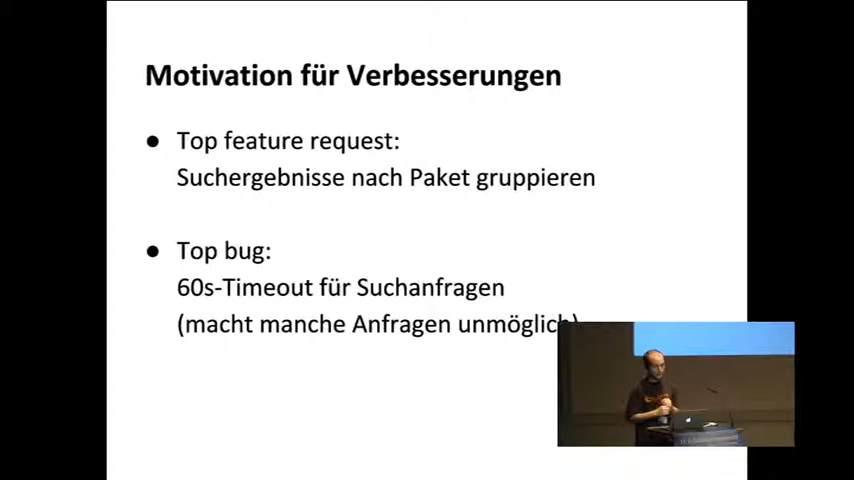 Motivation für Verbesserungen
● Top feature request:
Suchergebnisse nach Paket gruppieren
● Top bug:
60s-Timeout für Suchanfragen
(macht manche Anfragen unmöglich)